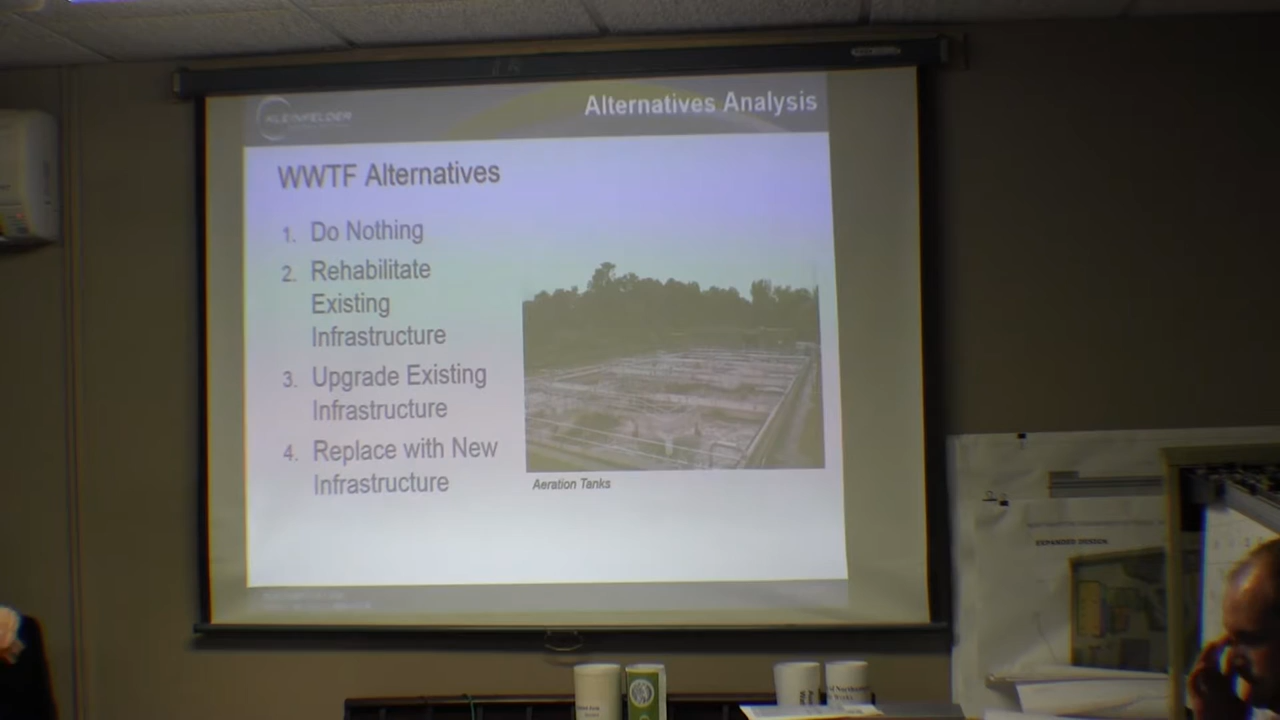 KLEINFELDER
Alternatives Analysis
WWTF Alternatives
1. Do Nothing
2. Rehabilitate
Existing
Infrastructure
3. Upgrade Existing
Infrastructure
4. Replace with New
Infrastructure
Aeration Tanks
EXPANDED DESIGN